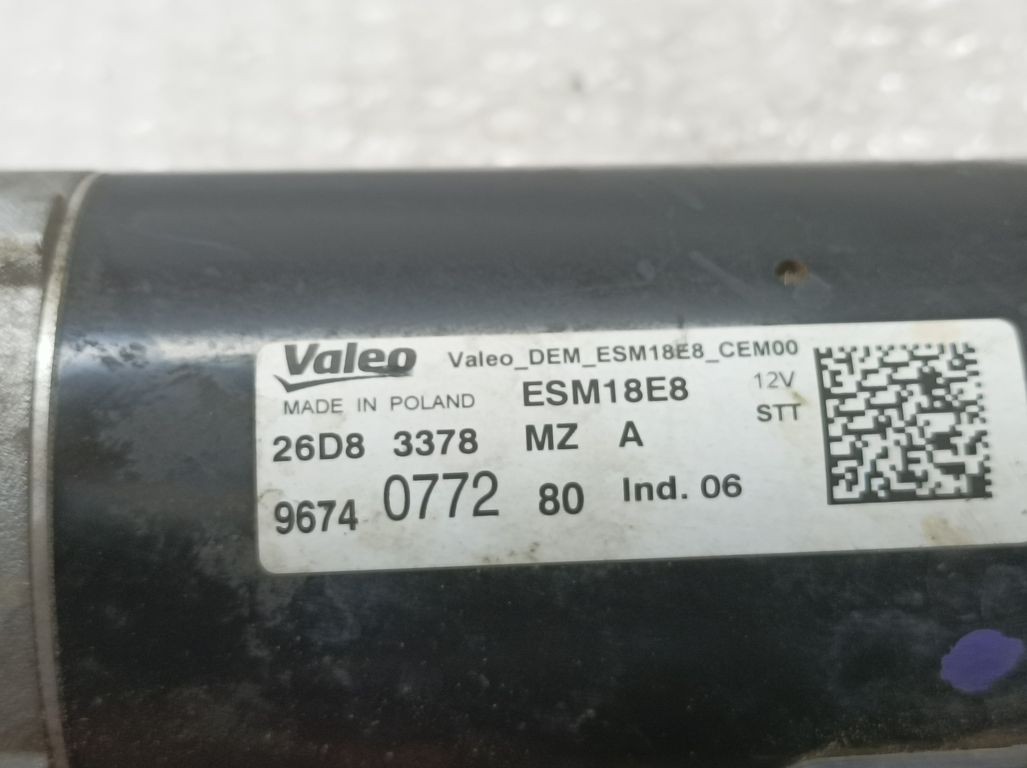 Valeo Valeo_DEM_ESM18E8_CEM00
MADE IN POLAND ESM18E8 12V
STT
26D8 3378 MZ A
9674 0772 80 Ind. 06